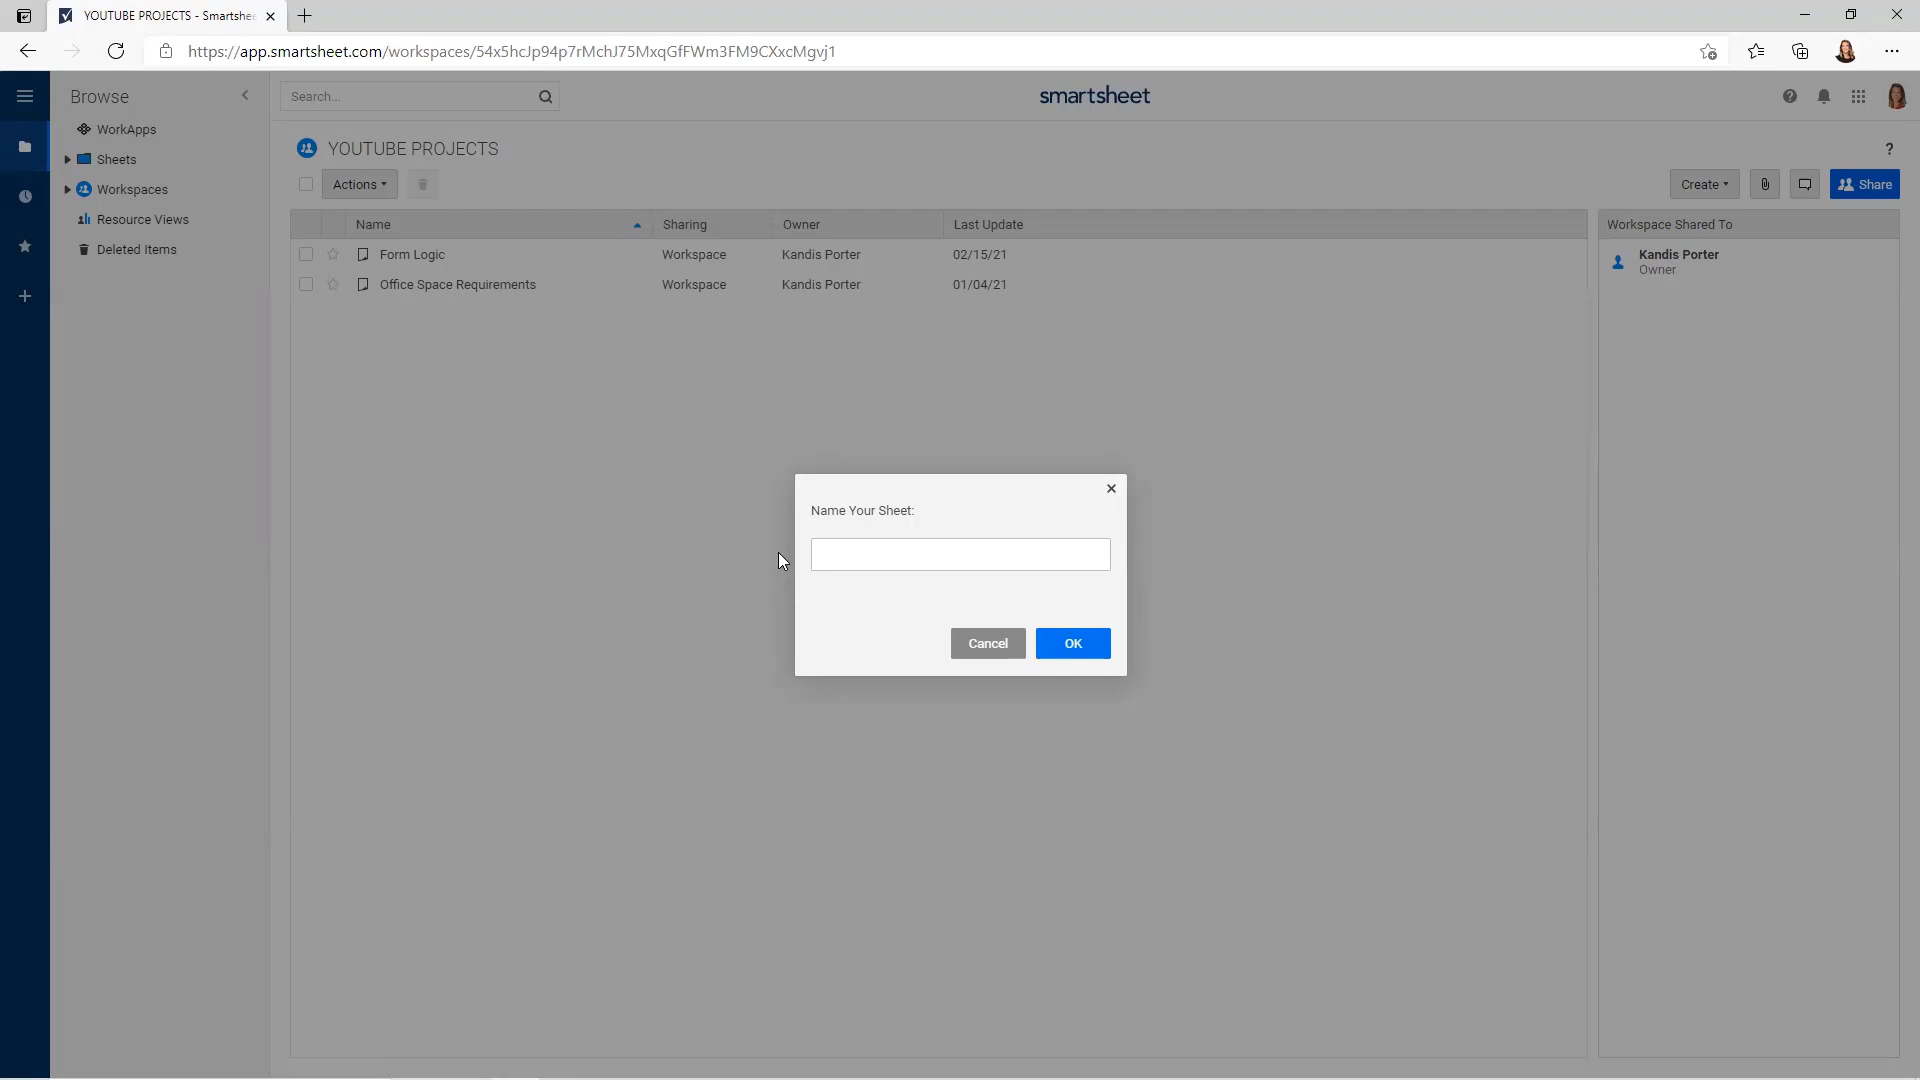 YOUTUBE PROJECTS - Smartshee
https://app.smartsheet.com/workspaces/54x5hcJp94p7rMchJ75MxqGfFWm3FM9CXxcMgvj1
Browse
Search...
smartsheet
WorkApps
Sheets
Workspaces
Resource Views
Deleted Items
YOUTUBE PROJECTS
?
Actions
Create
Share
Name Sharing Owner Last Update
Form Logic Workspace Kandis Porter 02/15/21
Office Space Requirements Workspace Kandis Porter 01/04/21
Workspace Shared To
Kandis Porter
Owner
Name Your Sheet:
Cancel OK